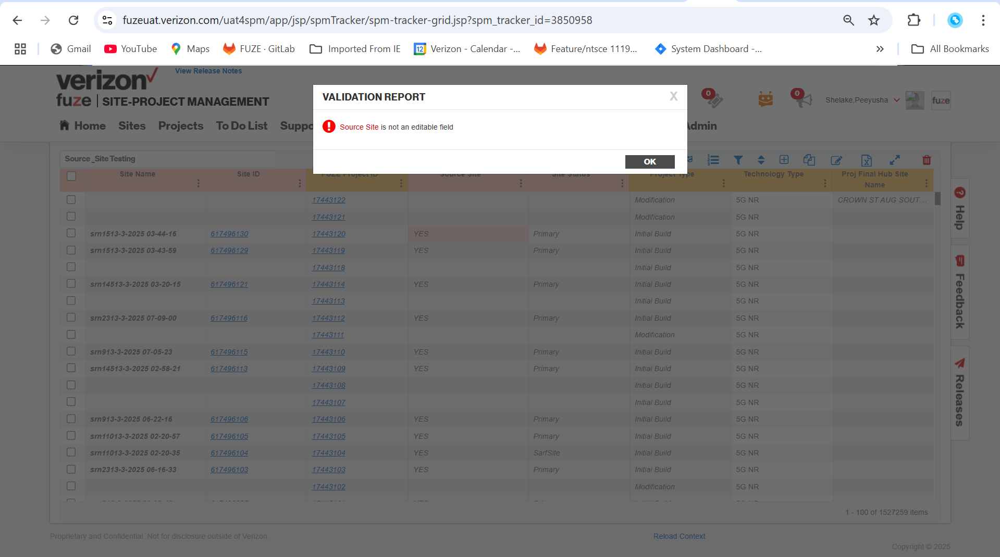 fuzeuat.verizon.com/uat4spm/app/jsp/spmTracker/spm-tracker-grid.jsp?spm_tracker_id=3850958
Gmail YouTube Maps FUZE · GitLab Imported From IE 12 Verizon - Calendar -... Feature/ntsce 1119... System Dashboard -... » All Bookmarks
verizon View Release Notes
fuze | SITE-PROJECT MANAGEMENT
VALIDATION REPORT X
0 0 Shelake,Peeyusha fuze
Home Sites Projects To Do List Suppo Admin
Source Site is not an editable field
OK
Source_Site Testing
Site Name Site ID FUZE Project ID Source Site Site Status Project Type Technology Type Proj Final Hub Site
Name
17443122 Modification 5G NR CROWN ST AUG SOUT...
17443121 Modification 5G NR
srn1513-3-2025 03-44-16 617496130 17443120 YES Primary Initial Build 5G NR
srn1513-3-2025 03-43-59 617496129 17443119 YES Primary Initial Build 5G NR
17443118 Initial Build 5G NR
srn14513-3-2025 03-20-15 617496121 17443114 YES Primary Initial Build 5G NR
17443113 Initial Build 5G NR
srn2313-3-2025 07-09-00 617496116 17443112 YES Primary Initial Build 5G NR
17443111 Modification 5G NR
srn913-3-2025 07-05-23 617496115 17443110 YES Primary Initial Build 5G NR
srn14513-3-2025 02-58-21 617496113 17443109 YES Primary Initial Build 5G NR
17443108 Initial Build 5G NR
17443107 Initial Build 5G NR
srn913-3-2025 06-22-16 617496106 17443106 YES Primary Initial Build 5G NR
srn11013-3-2025 02-20-57 617496105 17443105 YES Primary Initial Build 5G NR
srn11013-3-2025 02-20-35 617496104 17443104 YES SarfSite Initial Build 5G NR
srn2313-3-2025 06-16-33 617496103 17443103 YES Primary Initial Build 5G NR
17443102 Modification 5G NR
1 - 100 of 1527259 items
Help
Feedback
Releases
Proprietary and Confidential. Not for disclosure outside of Verizon. Reload Context
Copyright © 2025